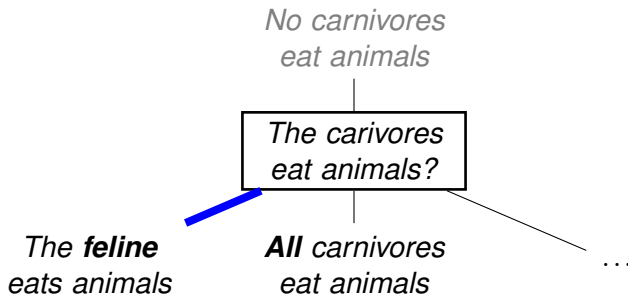 No carnivores
eat animals
The carivores
eat animals?
The feline
eats animals
All carnivores
eat animals
...